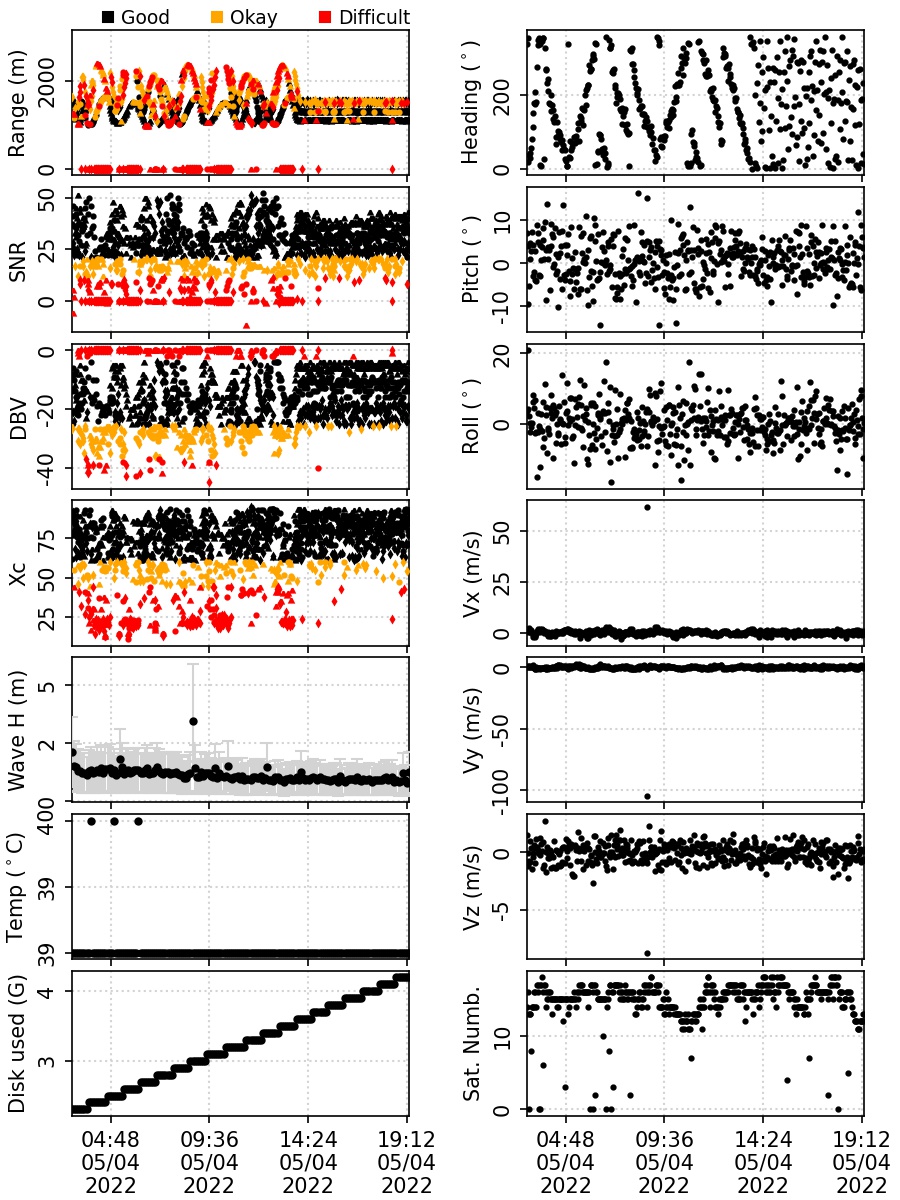 Good Okay Difficult
Range (m)
2000
0
Heading (°)
200
0
SNR
50
25
0
Pitch (°)
10
0
-10
DBV
0
-20
-40
Roll (°)
20
0
Xc
75
50
25
Vx (m/s)
50
25
0
Wave H (m)
5
2
0
Vy (m/s)
0
-50
-100
Temp (°C)
40
39
39
Vz (m/s)
0
-5
Disk used (G)
4
3
Sat. Numb.
10
0
04:48 09:36 14:24 19:12
05/04 05/04 05/04 05/04
2022 2022 2022 2022
04:48 09:36 14:24 19:12
05/04 05/04 05/04 05/04
2022 2022 2022 2022